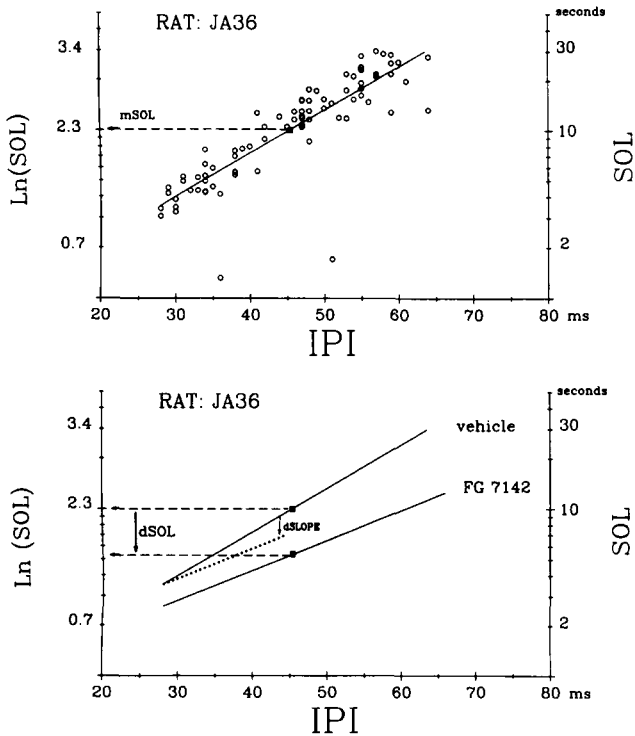 RAT: JA36
seconds
3.4
30
mSOL
2.3
10
Ln(SOL)
SOL
0.7
2
20 30 40 50 60 70 80 ms
IPI
RAT: JA36
seconds
3.4
vehicle
30
FG 7142
2.3
10
dSOL
dSLOPE
Ln (SOL)
SOL
0.7
2
20 30 40 50 60 70 80 ms
IPI